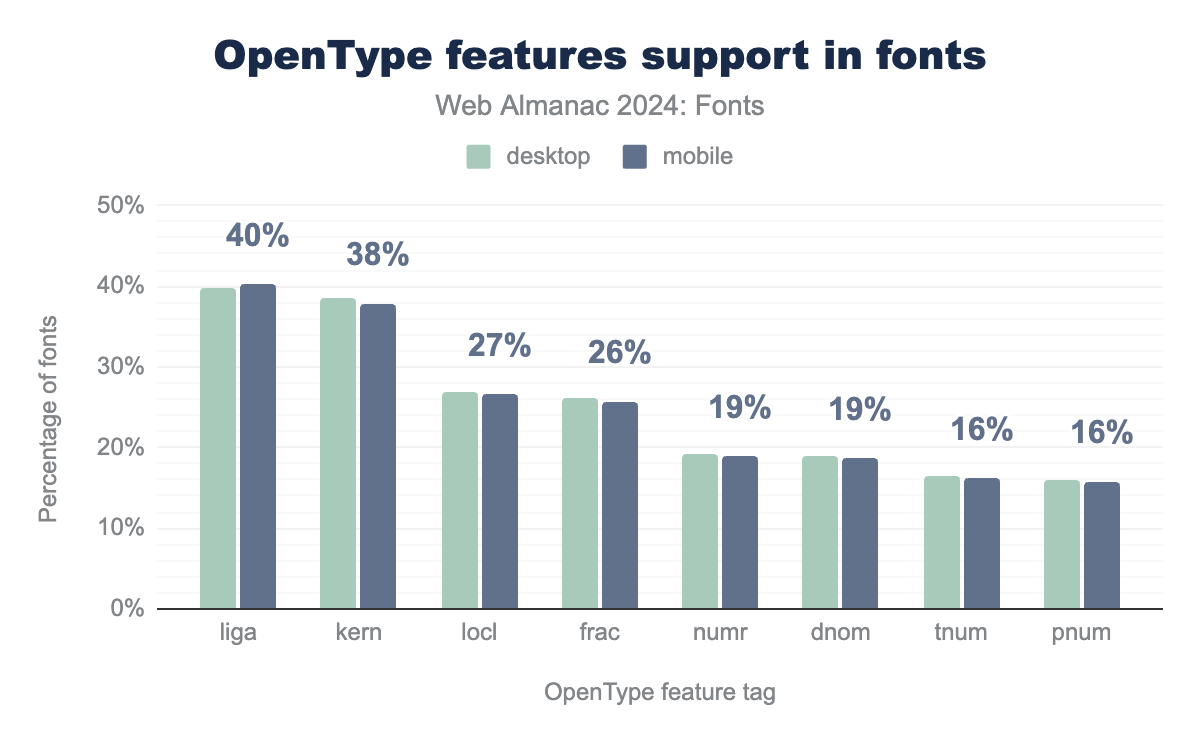 OpenType features support in fonts
Web Almanac 2024: Fonts
desktop mobile
Percentage of fonts
50%
40%
30%
20%
10%
0%
40% 38% 27% 26% 19% 19% 16% 16%
liga kern locl frac numr dnom tnum pnum
OpenType feature tag